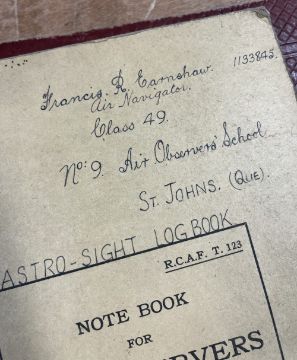 Francis. R. Earnshaw. 1133845.
Air Navigator.
Class 49.
No: 9. Air Observers' School
ST. JOHNS. (QUE).
ASTRO-SIGHT LOG BOOK
R.C.A.F. T. 123
NOTE BOOK
FOR